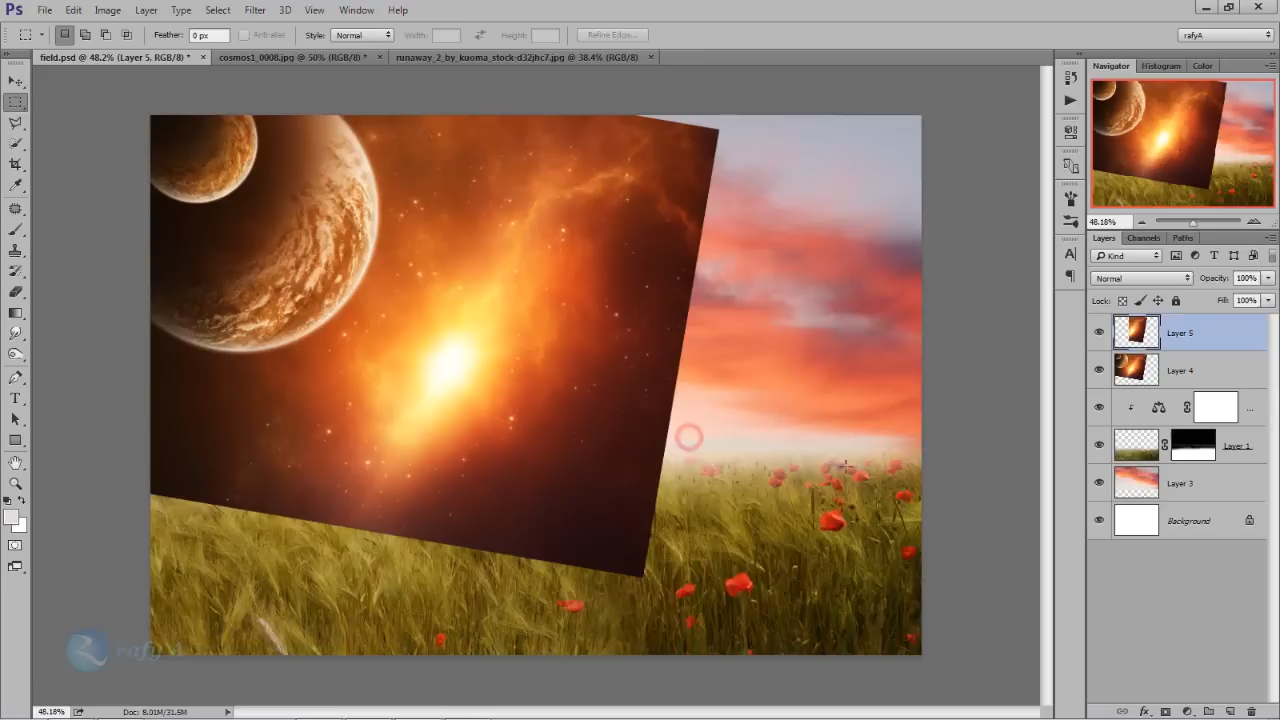 Ps File Edit Image Layer Type Select Filter 3D View Window Help
Feather: 0 px Anti-alias Style: Normal Width: Height: Refine Edge... rafyA
field.psd @ 48.2% (Layer 5, RGB/8) * × cosmos1_0008.jpg @ 50% (RGB/8) * × runaway_2_by_kuoma_stock-d32jhc7.jpg @ 38.4% (RGB/8) ×
Navigator Histogram Color
48.18%
Layers Channels Paths
Kind
Normal Opacity: 100%
Lock: Fill: 100%
Layer 5
Layer 4
...
Layer 1
Layer 3
Background
rafy A
48.18% Doc: 8.01M/31.5M